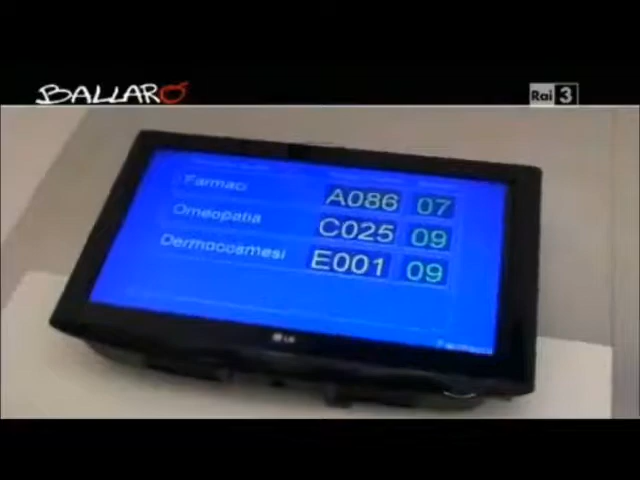 BALLARÒ
Rai 3
Farmaci A086 07
Omeopatia C025 09
Dermocosmesi E001 09
LG